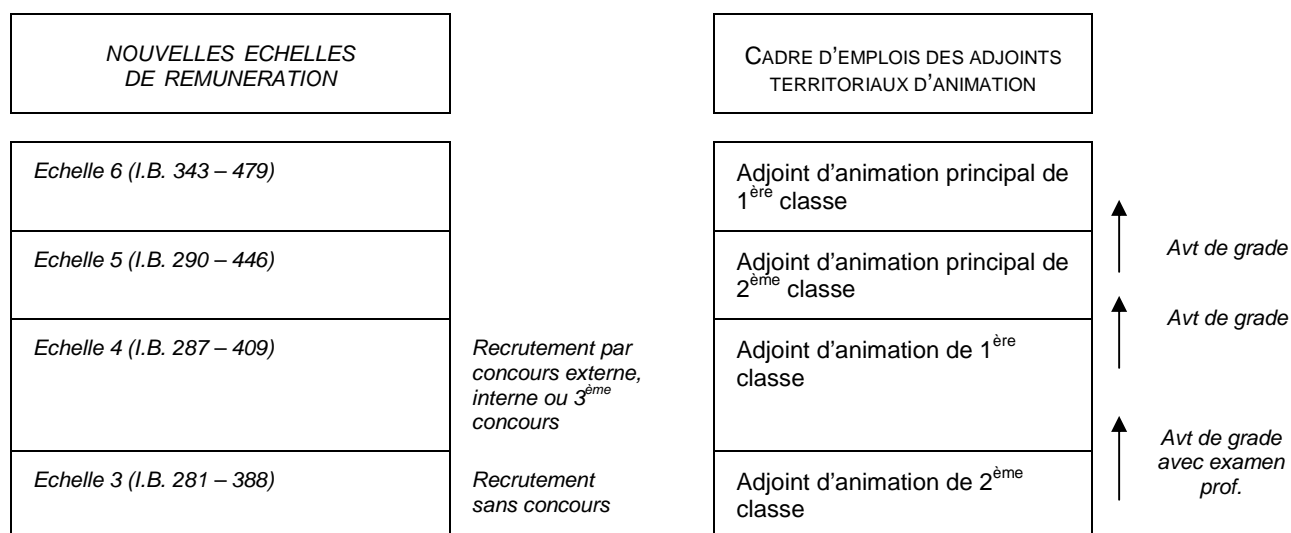 NOUVELLES ECHELLES
DE REMUNERATION
CADRE D'EMPLOIS DES ADJOINTS
TERRITORIAUX D'ANIMATION
Echelle 6 (I.B. 343 – 479)
Adjoint d'animation principal de
1ère classe
Avt de grade
Echelle 5 (I.B. 290 – 446)
Adjoint d'animation principal de
2ème classe
Avt de grade
Echelle 4 (I.B. 287 – 409)
Recrutement par
concours externe,
interne ou 3ème
concours
Adjoint d'animation de 1ère
classe
Avt de grade
avec examen
prof.
Echelle 3 (I.B. 281 – 388)
Recrutement
sans concours
Adjoint d'animation de 2ème
classe